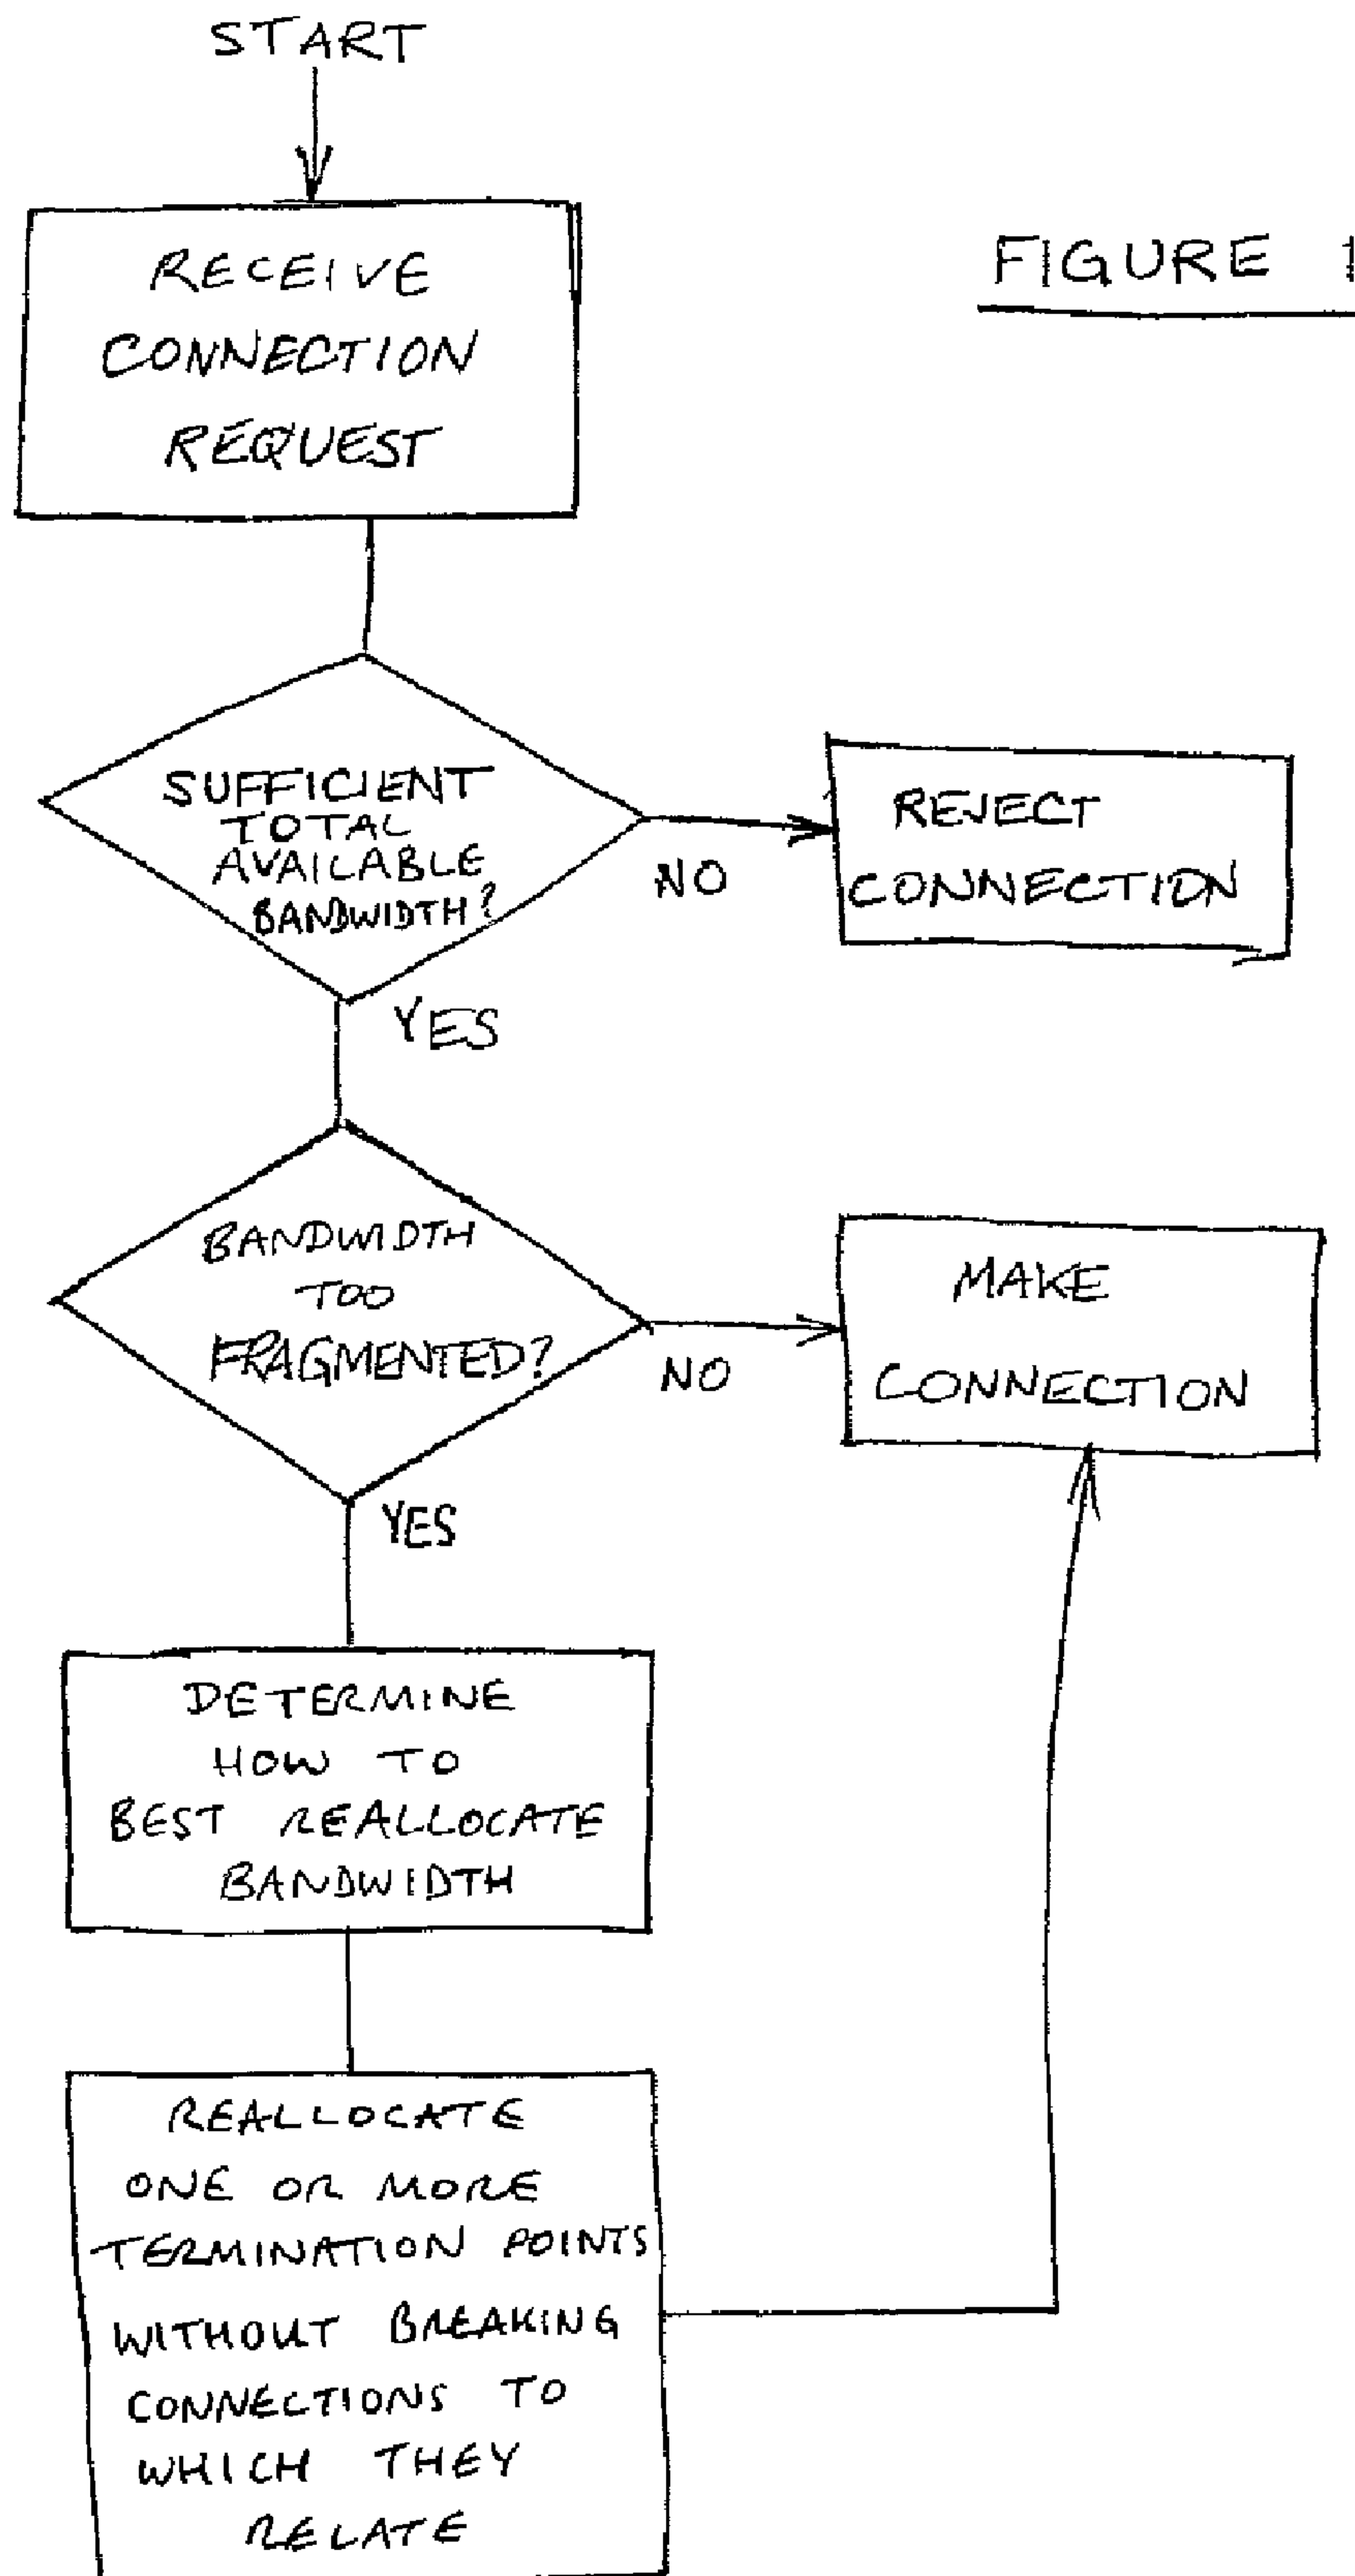 START
RECEIVE
CONNECTION
REQUEST
FIGURE 1
SUFFICIENT
TOTAL
AVAILABLE
BANDWIDTH?
NO
REJECT
CONNECTION
YES
BANDWIDTH
TOO
FRAGMENTED?
NO
MAKE
CONNECTION
YES
DETERMINE
HOW TO
BEST REALLOCATE
BANDWIDTH
REALLOCATE
ONE OR MORE
TERMINATION POINTS
WITHOUT BREAKING
CONNECTIONS TO
WHICH THEY
RELATE